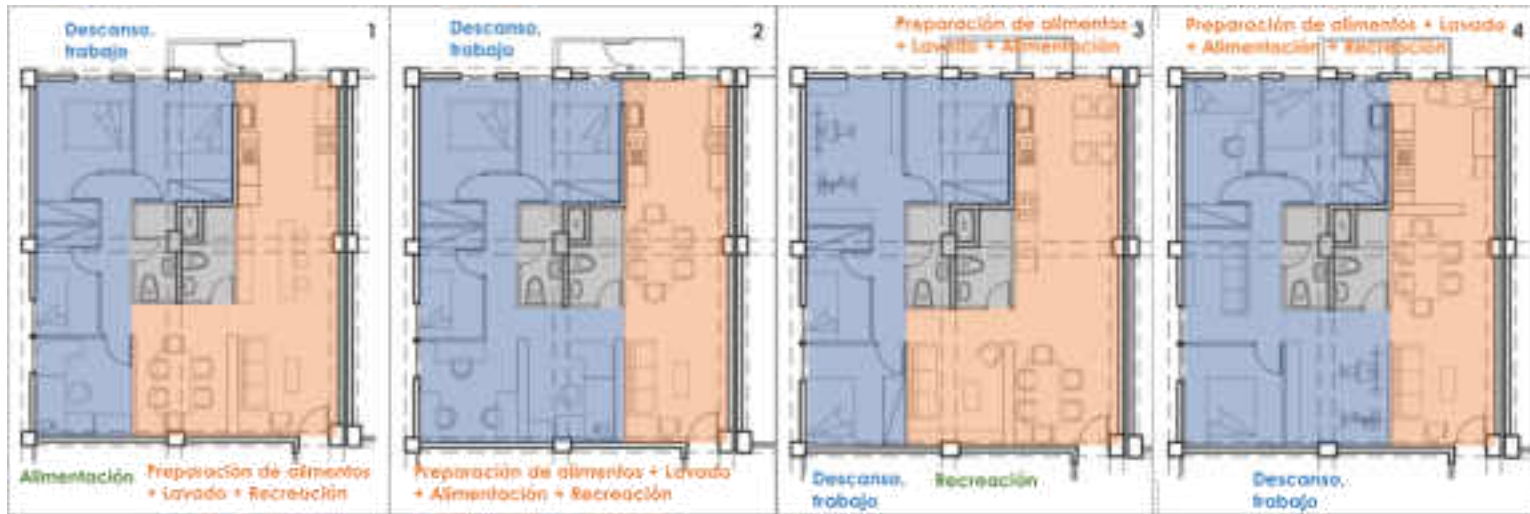 Descanso,
trabajo
1
Alimentación
Preparación de alimentos
+ Lavado + Recreación
Descanso,
trabajo
2
Preparación de alimentos + Lavado
+ Alimentación + Recreación
Preparación de alimentos
+ Lavado + Alimentación
3
Descanso,
trabajo
Recreación
Preparación de alimentos + Lavado
+ Alimentación + Recreación
4
Descanso,
trabajo